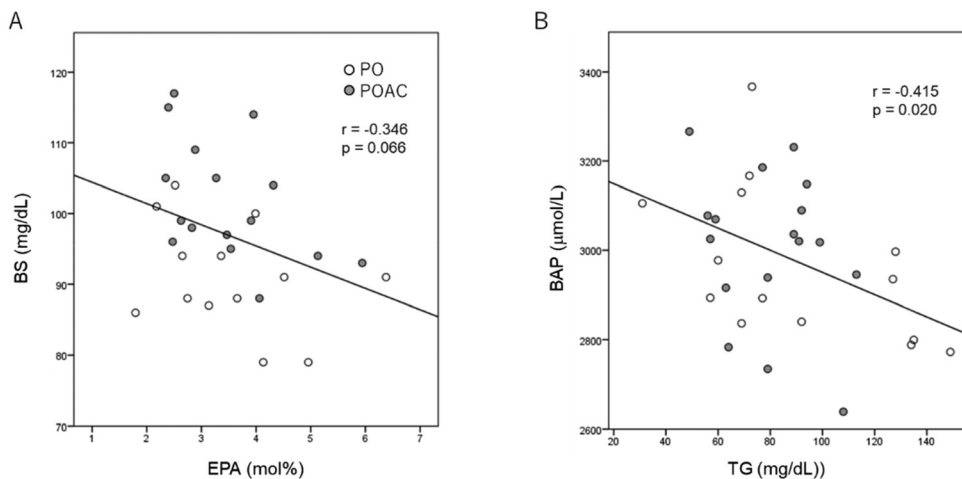 A
BS (mg/dL)
120
110
100
90
80
70
PO
POAC
r = -0.346
p = 0.066
1 2 3 4 5 6 7
EPA (mol%)
B
BAP (μmol/L)
3400
3200
3000
2800
2600
r = -0.415
p = 0.020
20 40 60 80 100 120 140
TG (mg/dL))